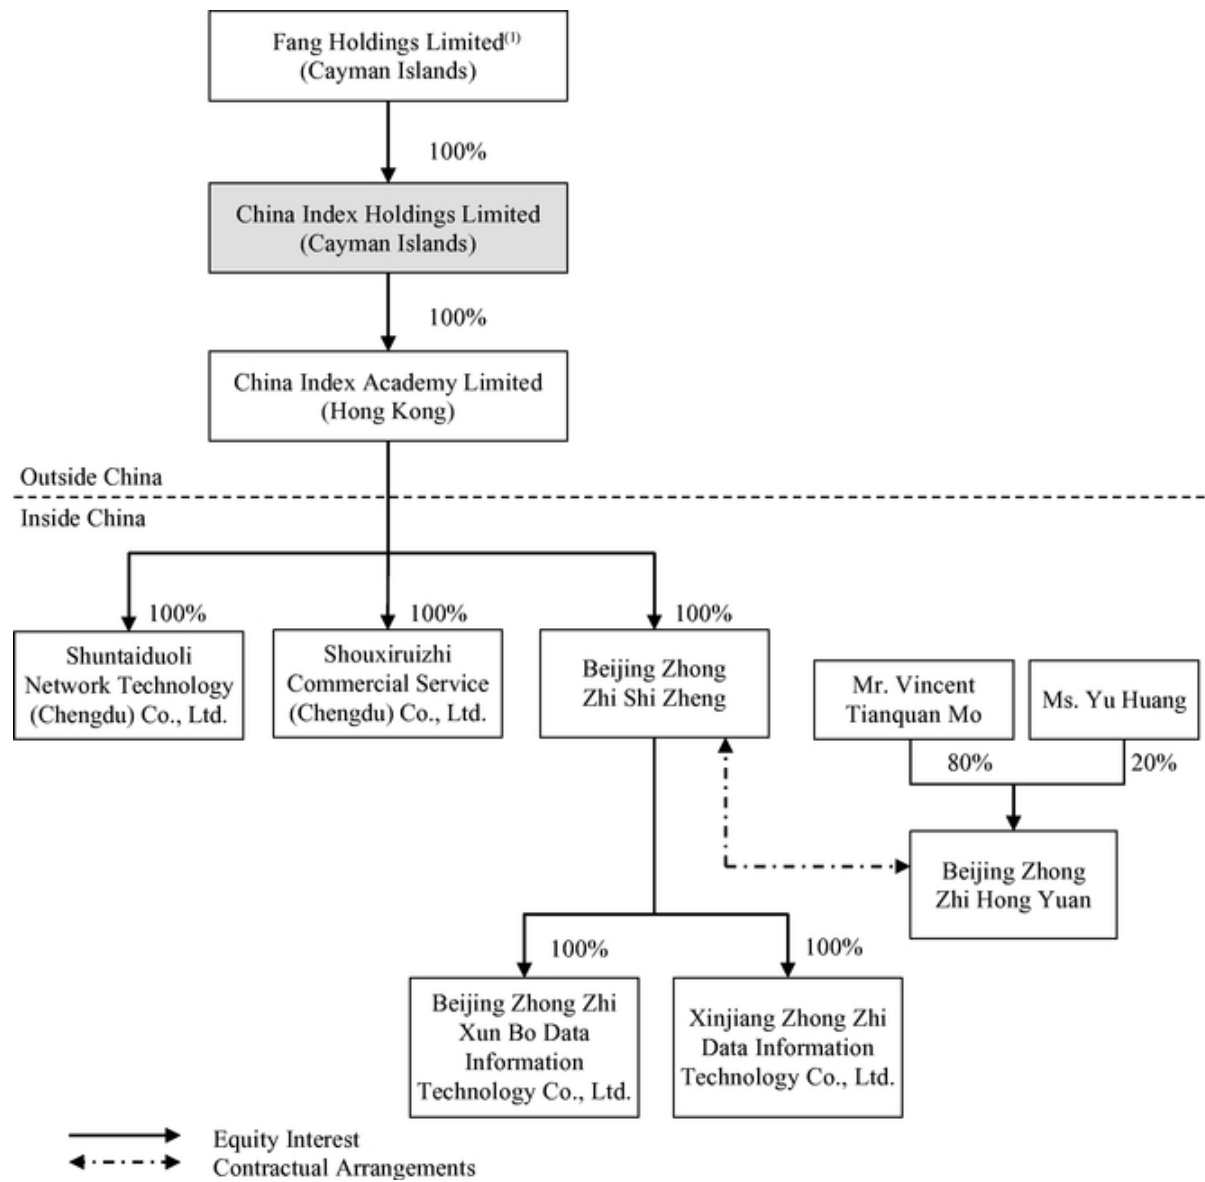 Fang Holdings Limited(1)
(Cayman Islands)
100%
China Index Holdings Limited
(Cayman Islands)
100%
China Index Academy Limited
(Hong Kong)
Outside China
Inside China
100%
100%
100%
Shuntaiduoli
Network Technology
(Chengdu) Co., Ltd.
Shouxiruizhi
Commercial Service
(Chengdu) Co., Ltd.
Beijing Zhong
Zhi Shi Zheng
Mr. Vincent
Tianquan Mo
Ms. Yu Huang
80%
20%
Beijing Zhong
Zhi Hong Yuan
100%
100%
Beijing Zhong Zhi
Xun Bo Data
Information
Technology Co., Ltd.
Xinjiang Zhong Zhi
Data Information
Technology Co., Ltd.
Equity Interest
Contractual Arrangements